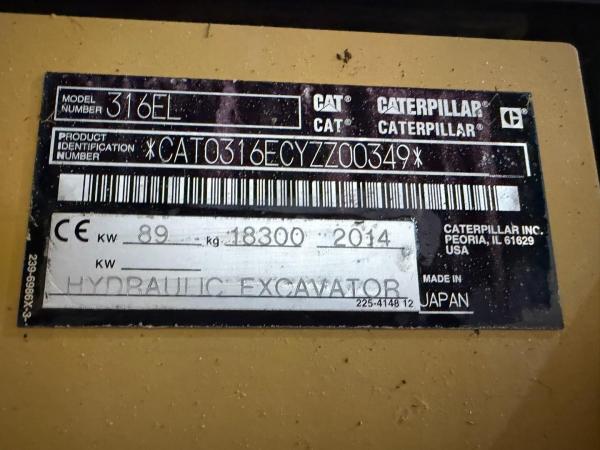 MODEL NUMBER 316EL
CAT® CATERPILLAR®
CAT® CATERPILLAR®
PRODUCT IDENTIFICATION NUMBER *CAT0316ECYZZ00349*
CE KW 89 kg 18300 2014
KW
HYDRAULIC EXCAVATOR
225-4148 12
CATERPILLAR INC.
PEORIA, IL 61629
USA
MADE IN
JAPAN
239-6986X-3-